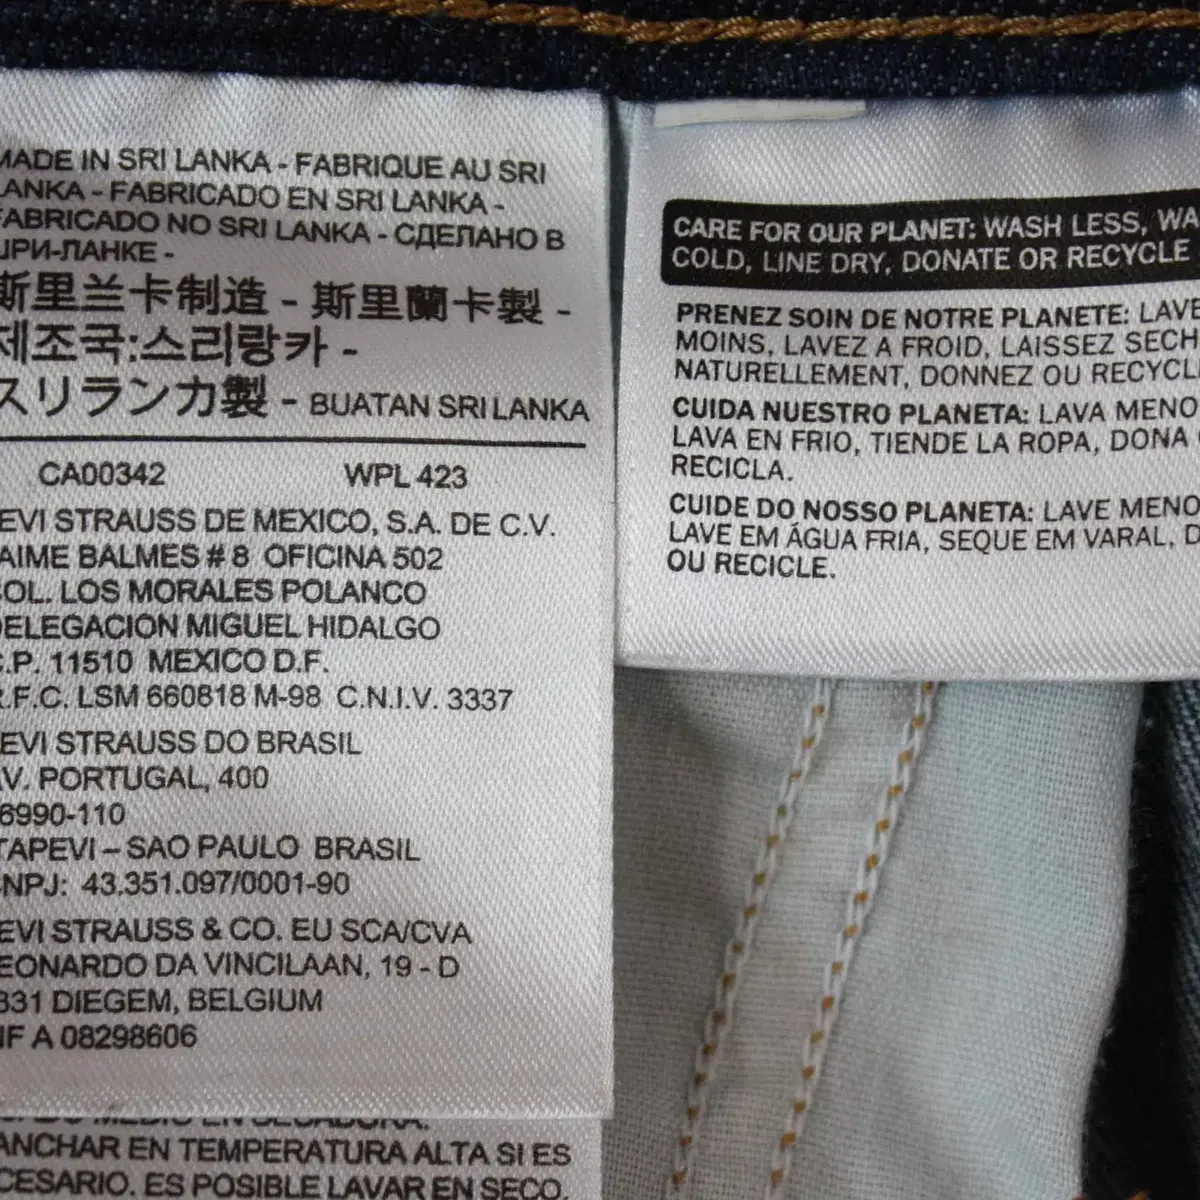 MADE IN SRI LANKA - FABRIQUE AU SRI
LANKA - FABRICADO EN SRI LANKA -
FABRICADO NO SRI LANKA - СДЕЛАНО В
ШРИ-ЛАНКЕ -
斯里兰卡制造 - 斯里蘭卡製 -
제조국:스리랑카 -
スリランカ製 - BUATAN SRI LANKA
CA00342 WPL 423
EVI STRAUSS DE MEXICO, S.A. DE C.V.
AIME BALMES # 8 OFICINA 502
COL. LOS MORALES POLANCO
DELEGACION MIGUEL HIDALGO
C.P. 11510 MEXICO D.F.
R.F.C. LSM 660818 M-98 C.N.I.V. 3337
EVI STRAUSS DO BRASIL
AV. PORTUGAL, 400
6990-110
TAPEVI – SAO PAULO BRASIL
CNPJ: 43.351.097/0001-90
EVI STRAUSS & CO. EU SCA/CVA
EONARDO DA VINCILAAN, 19 - D
831 DIEGEM, BELGIUM
IF A 08298606
MEDIO EN SECADORA.
ANCHAR EN TEMPERATURA ALTA SI ES
CESARIO. ES POSIBLE LAVAR EN SECO.
CARE FOR OUR PLANET: WASH LESS, WA
COLD, LINE DRY, DONATE OR RECYCLE
PRENEZ SOIN DE NOTRE PLANETE: LAVE
MOINS, LAVEZ A FROID, LAISSEZ SECH
NATURELLEMENT, DONNEZ OU RECYCL
CUIDA NUESTRO PLANETA: LAVA MENO
LAVA EN FRIO, TIENDE LA ROPA, DONA
RECICLA.
CUIDE DO NOSSO PLANETA: LAVE MENO
LAVE EM ÁGUA FRIA, SEQUE EM VARAL, D
OU RECICLE.